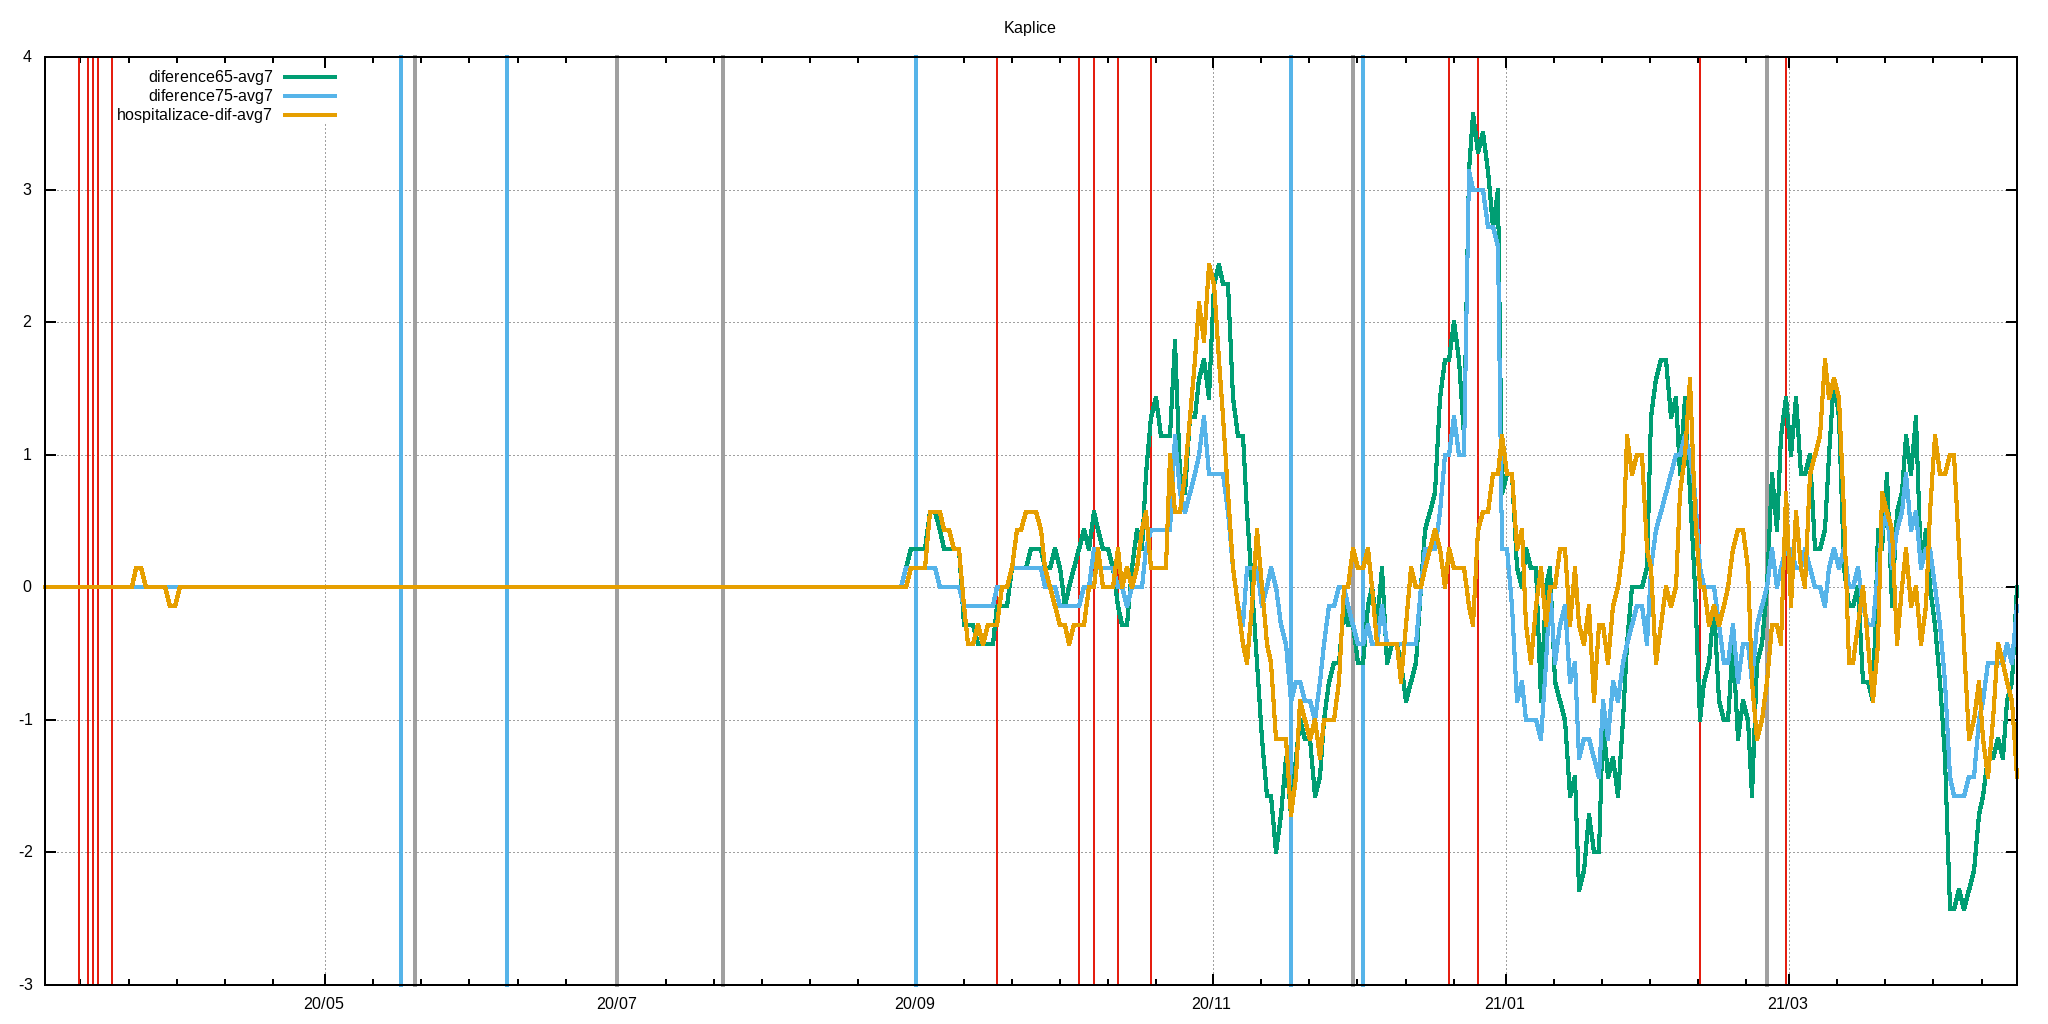 Kaplice
4
diference65-avg7
diference75-avg7
hospitalizace-dif-avg7
3
2
1
0
-1
-2
-3
20/05 20/07 20/09 20/11 21/01 21/03